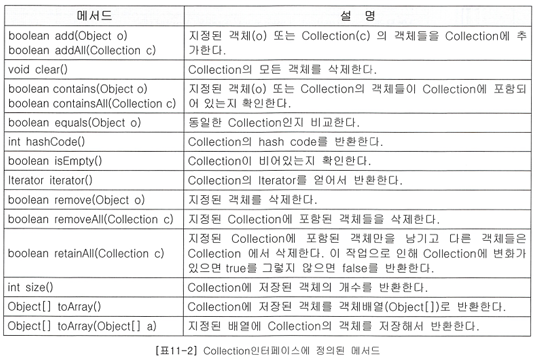 메서드
설 명
boolean add(Object o)
boolean addAll(Collection c)
지정된 객체(o) 또는 Collection(c) 의 객체들을 Collection에 추
가한다.
void clear()
Collection의 모든 객체를 삭제한다.
boolean contains(Object o)
boolean containsAll(Collection c)
지정된 객체(o) 또는 Collection의 객체들이 Collection에 포함되
어 있는지 확인한다.
boolean equals(Object o)
동일한 Collection인지 비교한다.
int hashCode()
Collection의 hash code를 반환한다.
boolean isEmpty()
Collection이 비어있는지 확인한다.
Iterator iterator()
Collection의 Iterator를 얻어서 반환한다.
boolean remove(Object o)
지정된 객체를 삭제한다.
boolean removeAll(Collection c)
지정된 Collection에 포함된 객체들을 삭제한다.
boolean retainAll(Collection c)
지정된 Collection에 포함된 객체만을 남기고 다른 객체들은
Collection 에서 삭제한다. 이 작업으로 인해 Collection에 변화가
있으면 true를 그렇지 않으면 false를 반환한다.
int size()
Collection에 저장된 객체의 개수를 반환한다.
Object[] toArray()
Collection에 저장된 객체를 객체배열(Object[])로 반환한다.
Object[] toArray(Object[] a)
지정된 배열에 Collection의 객체를 저장해서 반환한다.
[표11-2] Collection인터페이스에 정의된 메서드